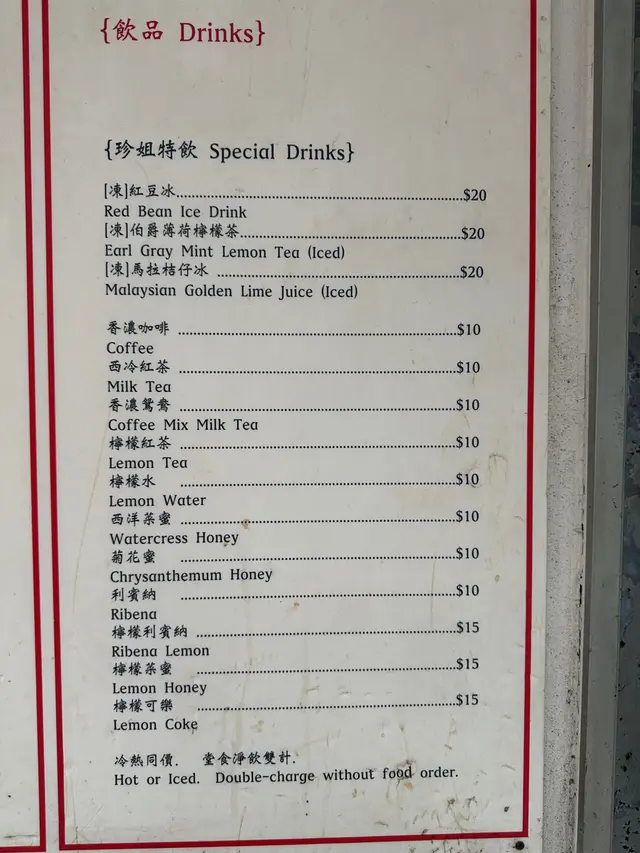 {飲品 Drinks}
{珍姐特飲 Special Drinks}
[凍]紅豆冰........................................$20
Red Bean Ice Drink
[凍]伯爵薄荷檸檬茶........................................$20
Earl Gray Mint Lemon Tea (Iced)
[凍]馬拉桔仔冰 ........................................$20
Malaysian Golden Lime Juice (Iced)
香濃咖啡 ........................................$10
Coffee
西冷紅茶 ........................................$10
Milk Tea
香濃鴛鴦 ........................................$10
Coffee Mix Milk Tea
檸檬紅茶 ........................................$10
Lemon Tea
檸檬水 ........................................$10
Lemon Water
西洋菜蜜 ........................................$10
Watercress Honey
菊花蜜 ........................................$10
Chrysanthemum Honey
利賓納 ........................................$10
Ribena
檸檬利賓納 ........................................$15
Ribena Lemon
檸檬菜蜜 ........................................$15
Lemon Honey
檸檬可樂 ........................................$15
Lemon Coke
冷熱同價. 堂食淨飲雙計.
Hot or Iced. Double-charge without food order.